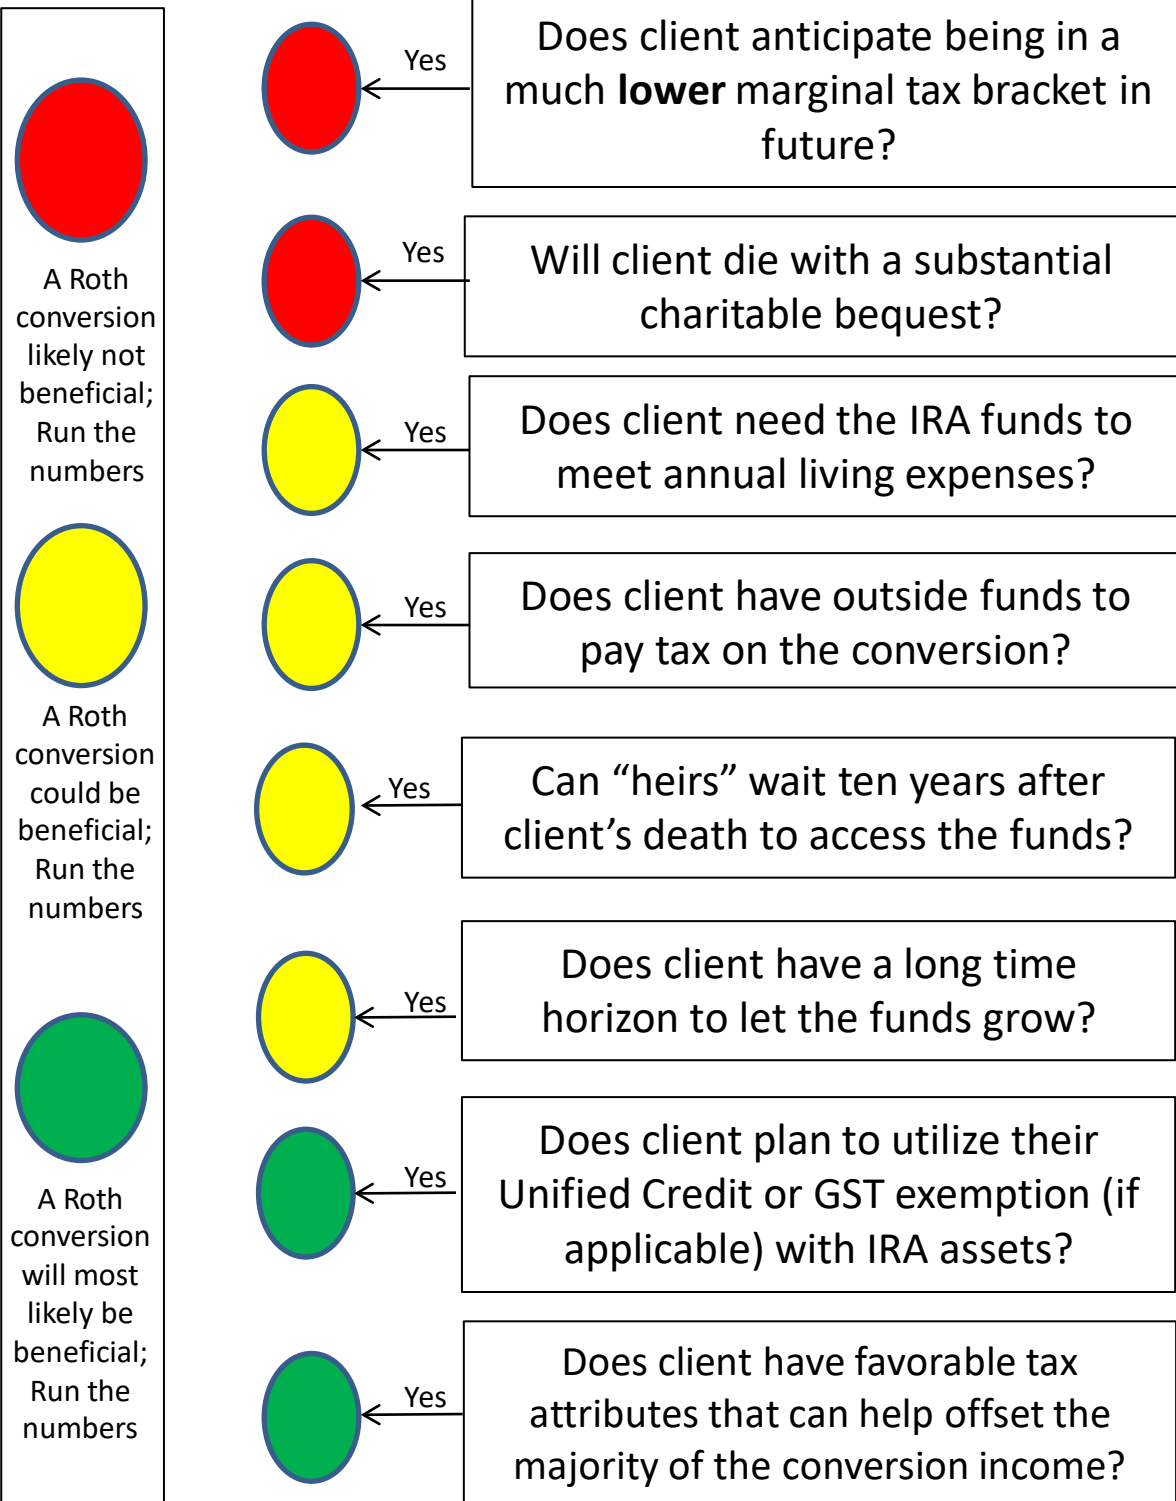 A Roth
conversion
likely not
beneficial;
Run the
numbers
A Roth
conversion
could be
beneficial;
Run the
numbers
A Roth
conversion
will most
likely be
beneficial;
Run the
numbers
Yes
Does client anticipate being in a
much lower marginal tax bracket in
future?
Yes
Will client die with a substantial
charitable bequest?
Yes
Does client need the IRA funds to
meet annual living expenses?
Yes
Does client have outside funds to
pay tax on the conversion?
Yes
Can “heirs” wait ten years after
client’s death to access the funds?
Yes
Does client have a long time
horizon to let the funds grow?
Yes
Does client plan to utilize their
Unified Credit or GST exemption (if
applicable) with IRA assets?
Yes
Does client have favorable tax
attributes that can help offset the
majority of the conversion income?